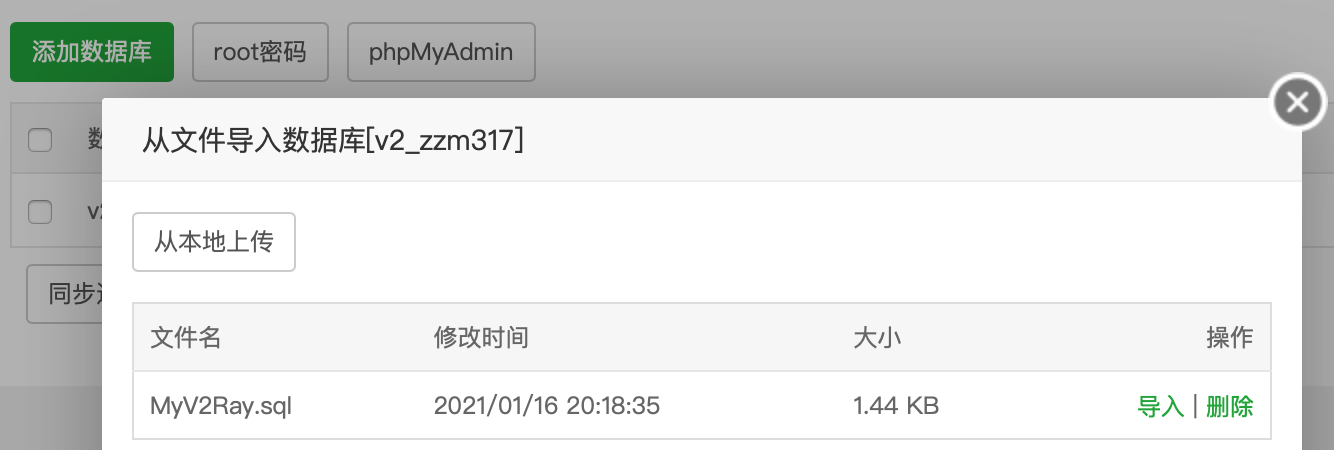 添加数据库 root密码 phpMyAdmin
从文件导入数据库[v2_zzm317]
数
从本地上传
同步
文件名 修改时间 大小 操作
MyV2Ray.sql 2021/01/16 20:18:35 1.44 KB 导入 | 删除